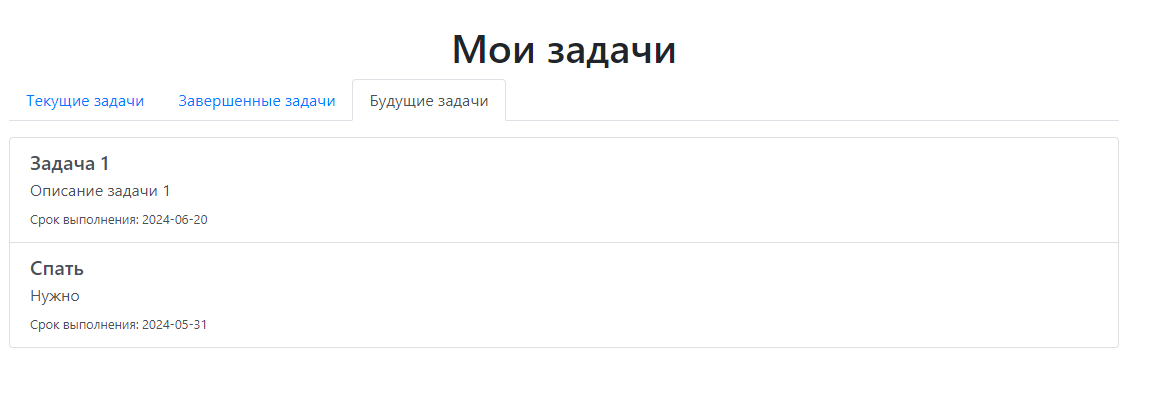 Мои задачи
Текущие задачи Завершенные задачи Будущие задачи
Задача 1
Описание задачи 1
Срок выполнения: 2024-06-20
Спать
Нужно
Срок выполнения: 2024-05-31